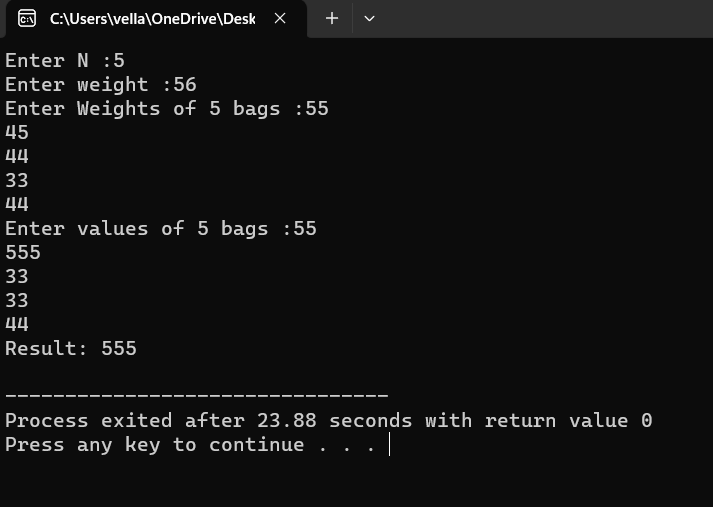 C:\Users\vella\OneDrive\Desk
Enter N :5
Enter weight :56
Enter Weights of 5 bags :55
45
44
33
44
Enter values of 5 bags :55
555
33
33
44
Result: 555
--------------------------------
Process exited after 23.88 seconds with return value 0
Press any key to continue . . .